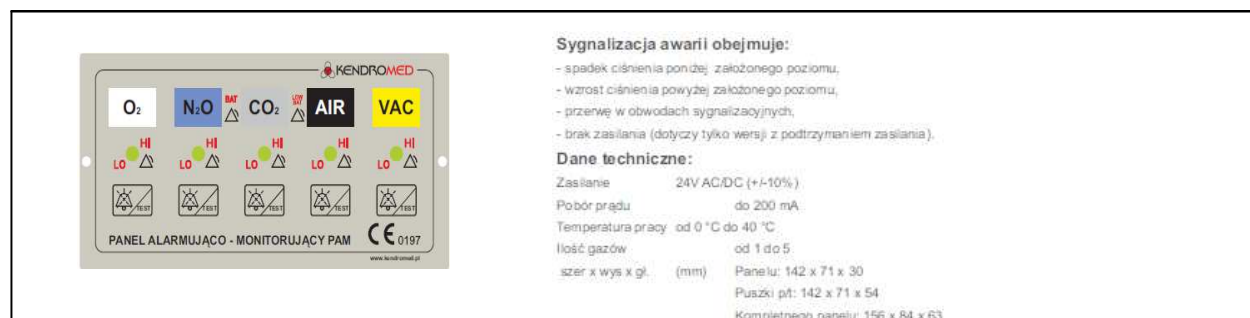 KENDROMED
O₂ N₂O BAT CO₂ LOW BAT AIR VAC
HI HI HI HI HI
LO LO LO LO LO
TEST TEST TEST TEST TEST
PANEL ALARMUJĄCO - MONITORUJĄCY PAM CE 0197
www.kendromed.pl
Sygnalizacja awarii obejmuje:
- spadek ciśnienia poniżej założonego poziomu,
- wzrost ciśnienia powyżej założonego poziomu,
- przerwę w obwodach sygnalizacyjnych,
- brak zasilania (dotyczy tylko wersji z podtrzymaniem zasilania).
Dane techniczne:
Zasilanie 24V AC/DC (+/-10%)
Pobór prądu do 200 mA
Temperatura pracy od 0 °C do 40 °C
Ilość gazów od 1 do 5
szer x wys x gł. (mm) Panelu: 142 x 71 x 30
Puszki p/t: 142 x 71 x 54
Kompletnego panelu: 156 x 84 x 63